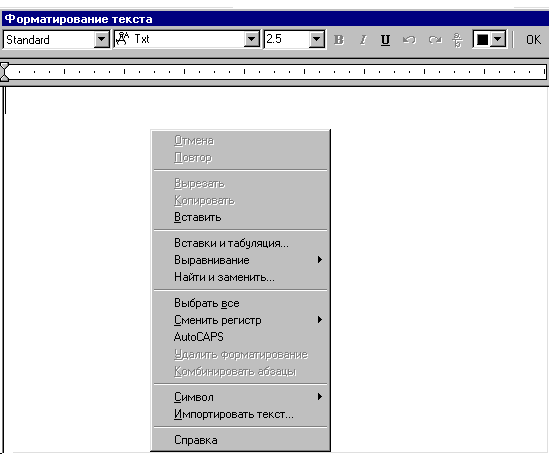 Форматирование текста
Standard Txt 2.5 B I U a/b OK
Отмена
Повтор
Вырезать
Копировать
Вставить
Вставки и табуляция...
Выравнивание
Найти и заменить...
Выбрать все
Сменить регистр
AutoCAPS
Удалить форматирование
Комбинировать абзацы
Символ
Импортировать текст...
Справка